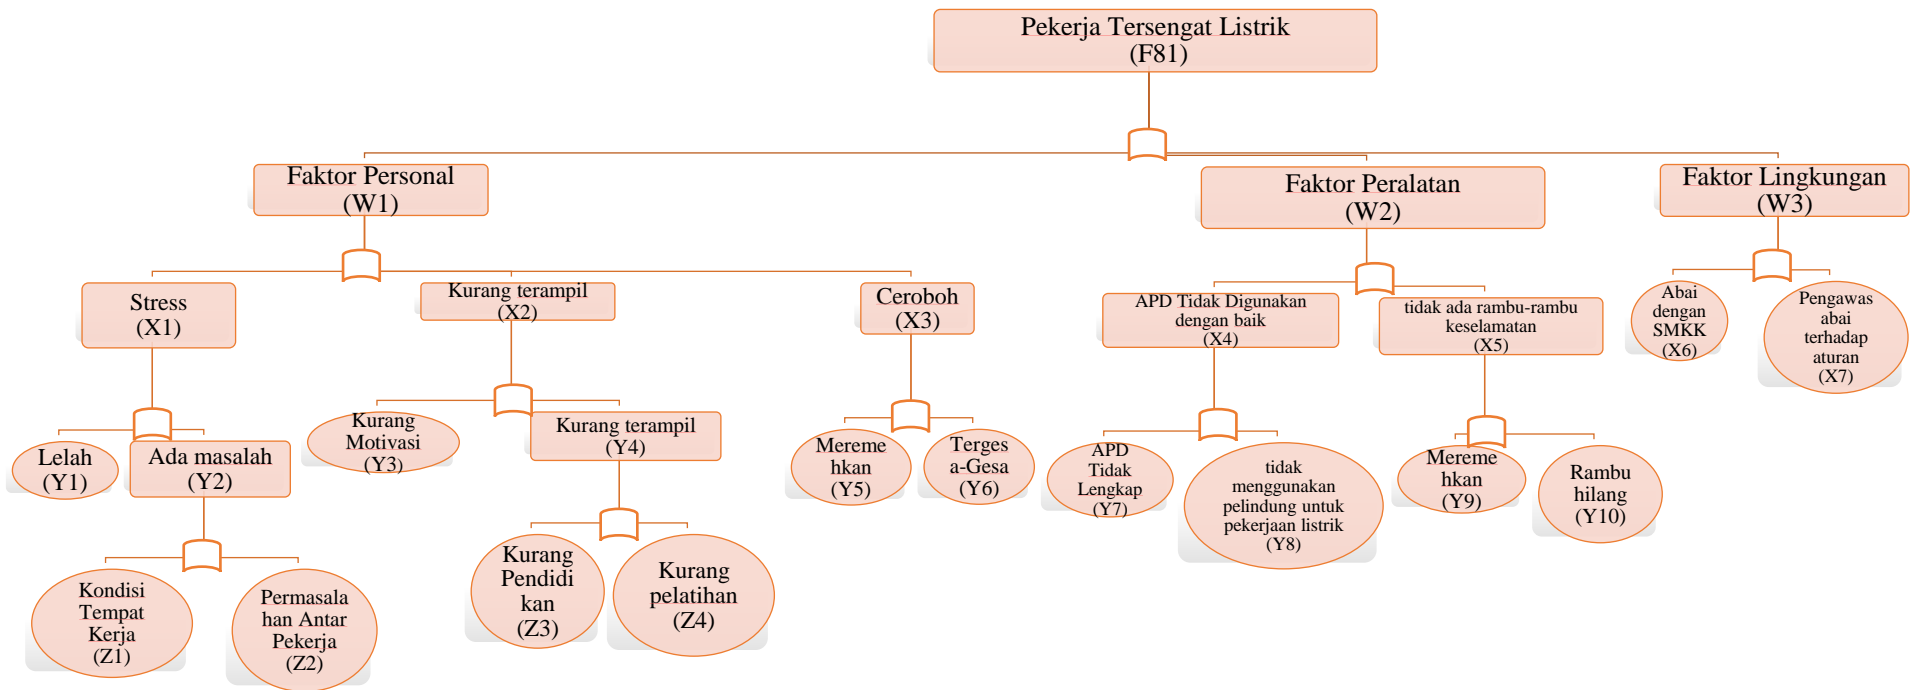 Pekerja Tersengat Listrik
(F81)
Faktor Personal
(W1)
Faktor Peralatan
(W2)
Faktor Lingkungan
(W3)
Stress
(X1)
Kurang terampil
(X2)
Ceroboh
(X3)
APD Tidak Digunakan
dengan baik
(X4)
tidak ada rambu-rambu
keselamatan
(X5)
Abai
dengan
SMKK
(X6)
Pengawas
abai
terhadap
aturan
(X7)
Lelah
(Y1)
Ada masalah
(Y2)
Kurang
Motivasi
(Y3)
Kurang terampil
(Y4)
Mereme
hkan
(Y5)
Terges
a-Gesa
(Y6)
APD
Tidak
Lengkap
(Y7)
tidak
menggunakan
pelindung untuk
pekerjaan listrik
(Y8)
Mereme
hkan
(Y9)
Rambu
hilang
(Y10)
Kondisi
Tempat
Kerja
(Z1)
Permasala
han Antar
Pekerja
(Z2)
Kurang
Pendidi
kan
(Z3)
Kurang
pelatihan
(Z4)